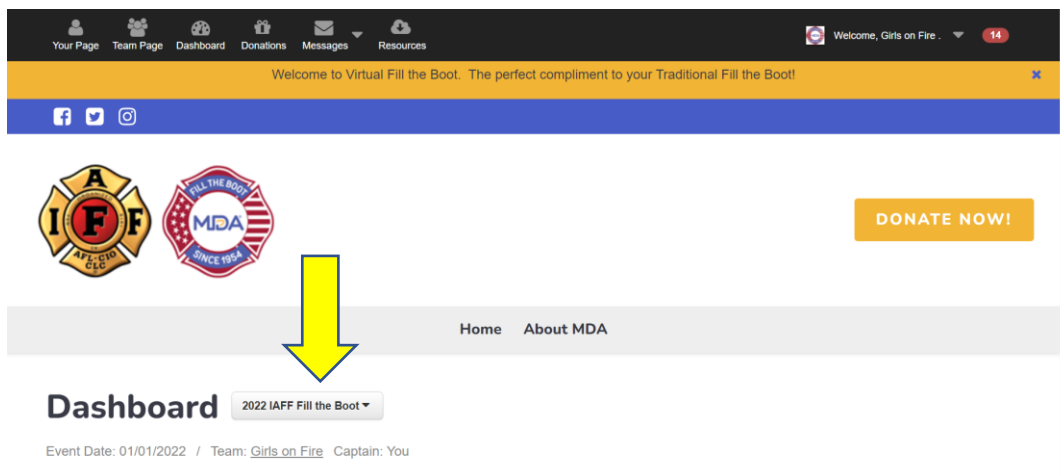 Your Page Team Page Dashboard Donations Messages Resources Welcome, Girls on Fire . 14
Welcome to Virtual Fill the Boot. The perfect compliment to your Traditional Fill the Boot! ×
IAFF
AFL-CIO
CLC
FILL THE BOOT
MDA
SINCE 1954
DONATE NOW!
Home About MDA
Dashboard 2022 IAFF Fill the Boot
Event Date: 01/01/2022 / Team: Girls on Fire Captain: You